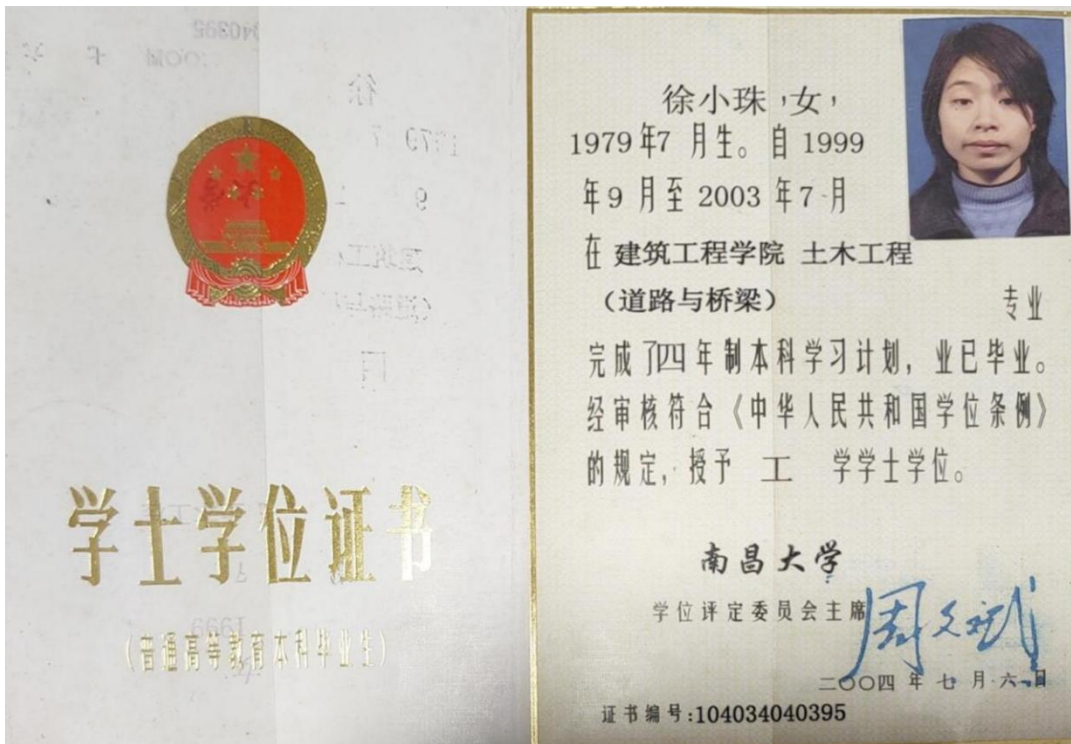 学士学位证书
(普通高等教育本科毕业生)
徐小珠,女,
1979年7月生。自1999
年9月至2003年7月
在建筑工程学院 土木工程
(道路与桥梁) 专业
完成了四年制本科学习计划,业已毕业。
经审核符合《中华人民共和国学位条例》
的规定,授予 工 学学士学位。
南昌大学
学位评定委员会主席 周文斌
二〇〇四年七月六日
证书编号:104034040395